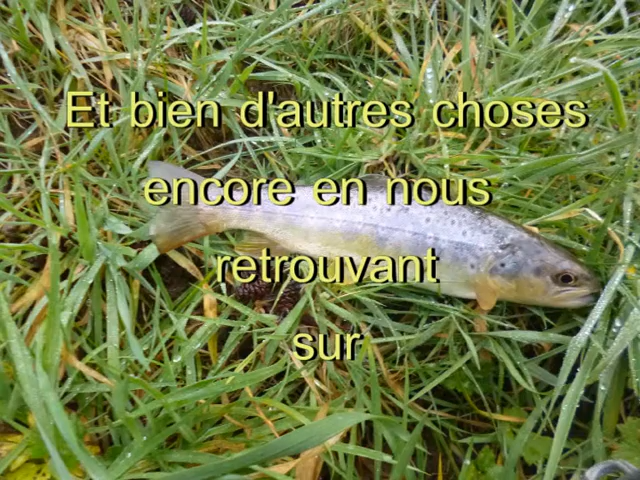 Et bien d'autres choses
encore en nous
retrouvant
sur